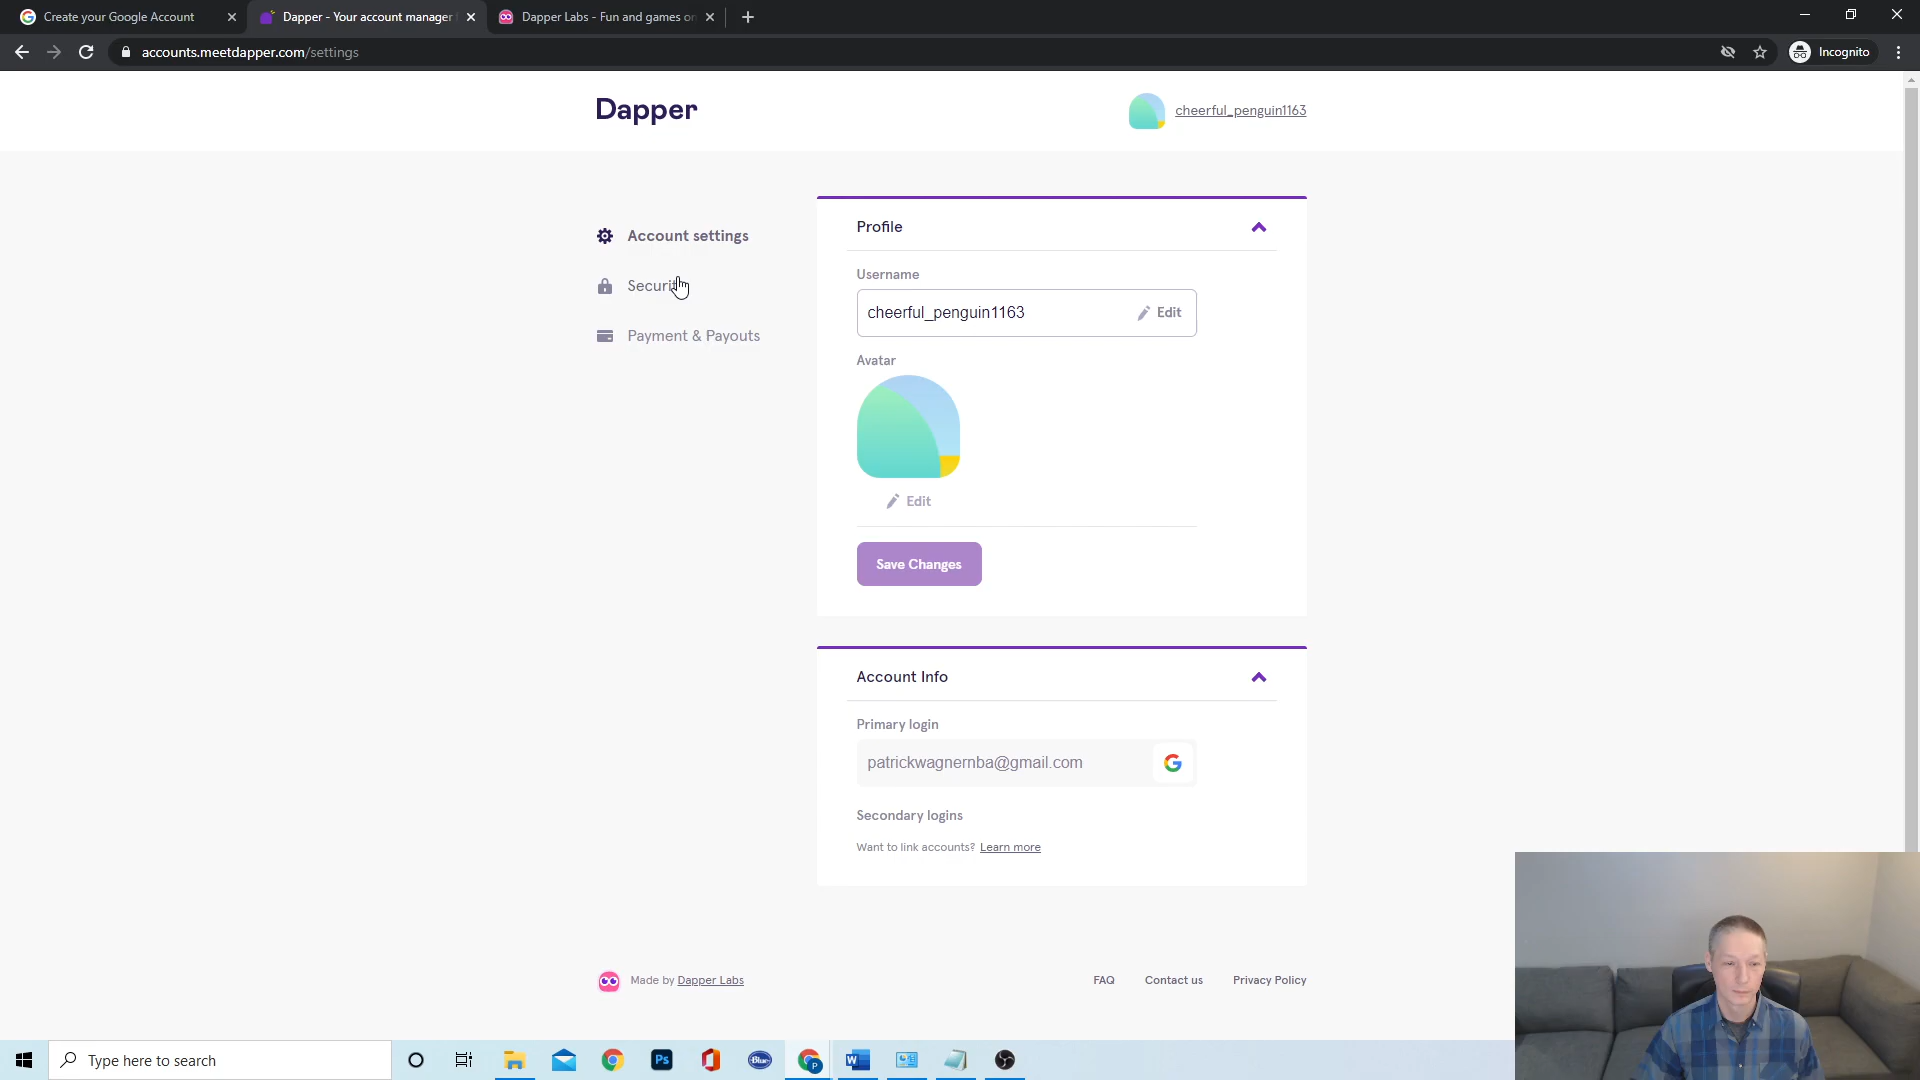 Create your Google Account
Dapper - Your account manager
Dapper Labs - Fun and games on
accounts.meetdapper.com/settings
Incognito
Dapper
cheerful_penguin1163
Account settings
Security
Payment & Payouts
Profile
Username
cheerful_penguin1163
Edit
Avatar
Edit
Save Changes
Account Info
Primary login
patrickwagnernba@gmail.com
Secondary logins
Want to link accounts? Learn more
Made by Dapper Labs
FAQ
Contact us
Privacy Policy
Type here to search
Ps
Blue
W
P